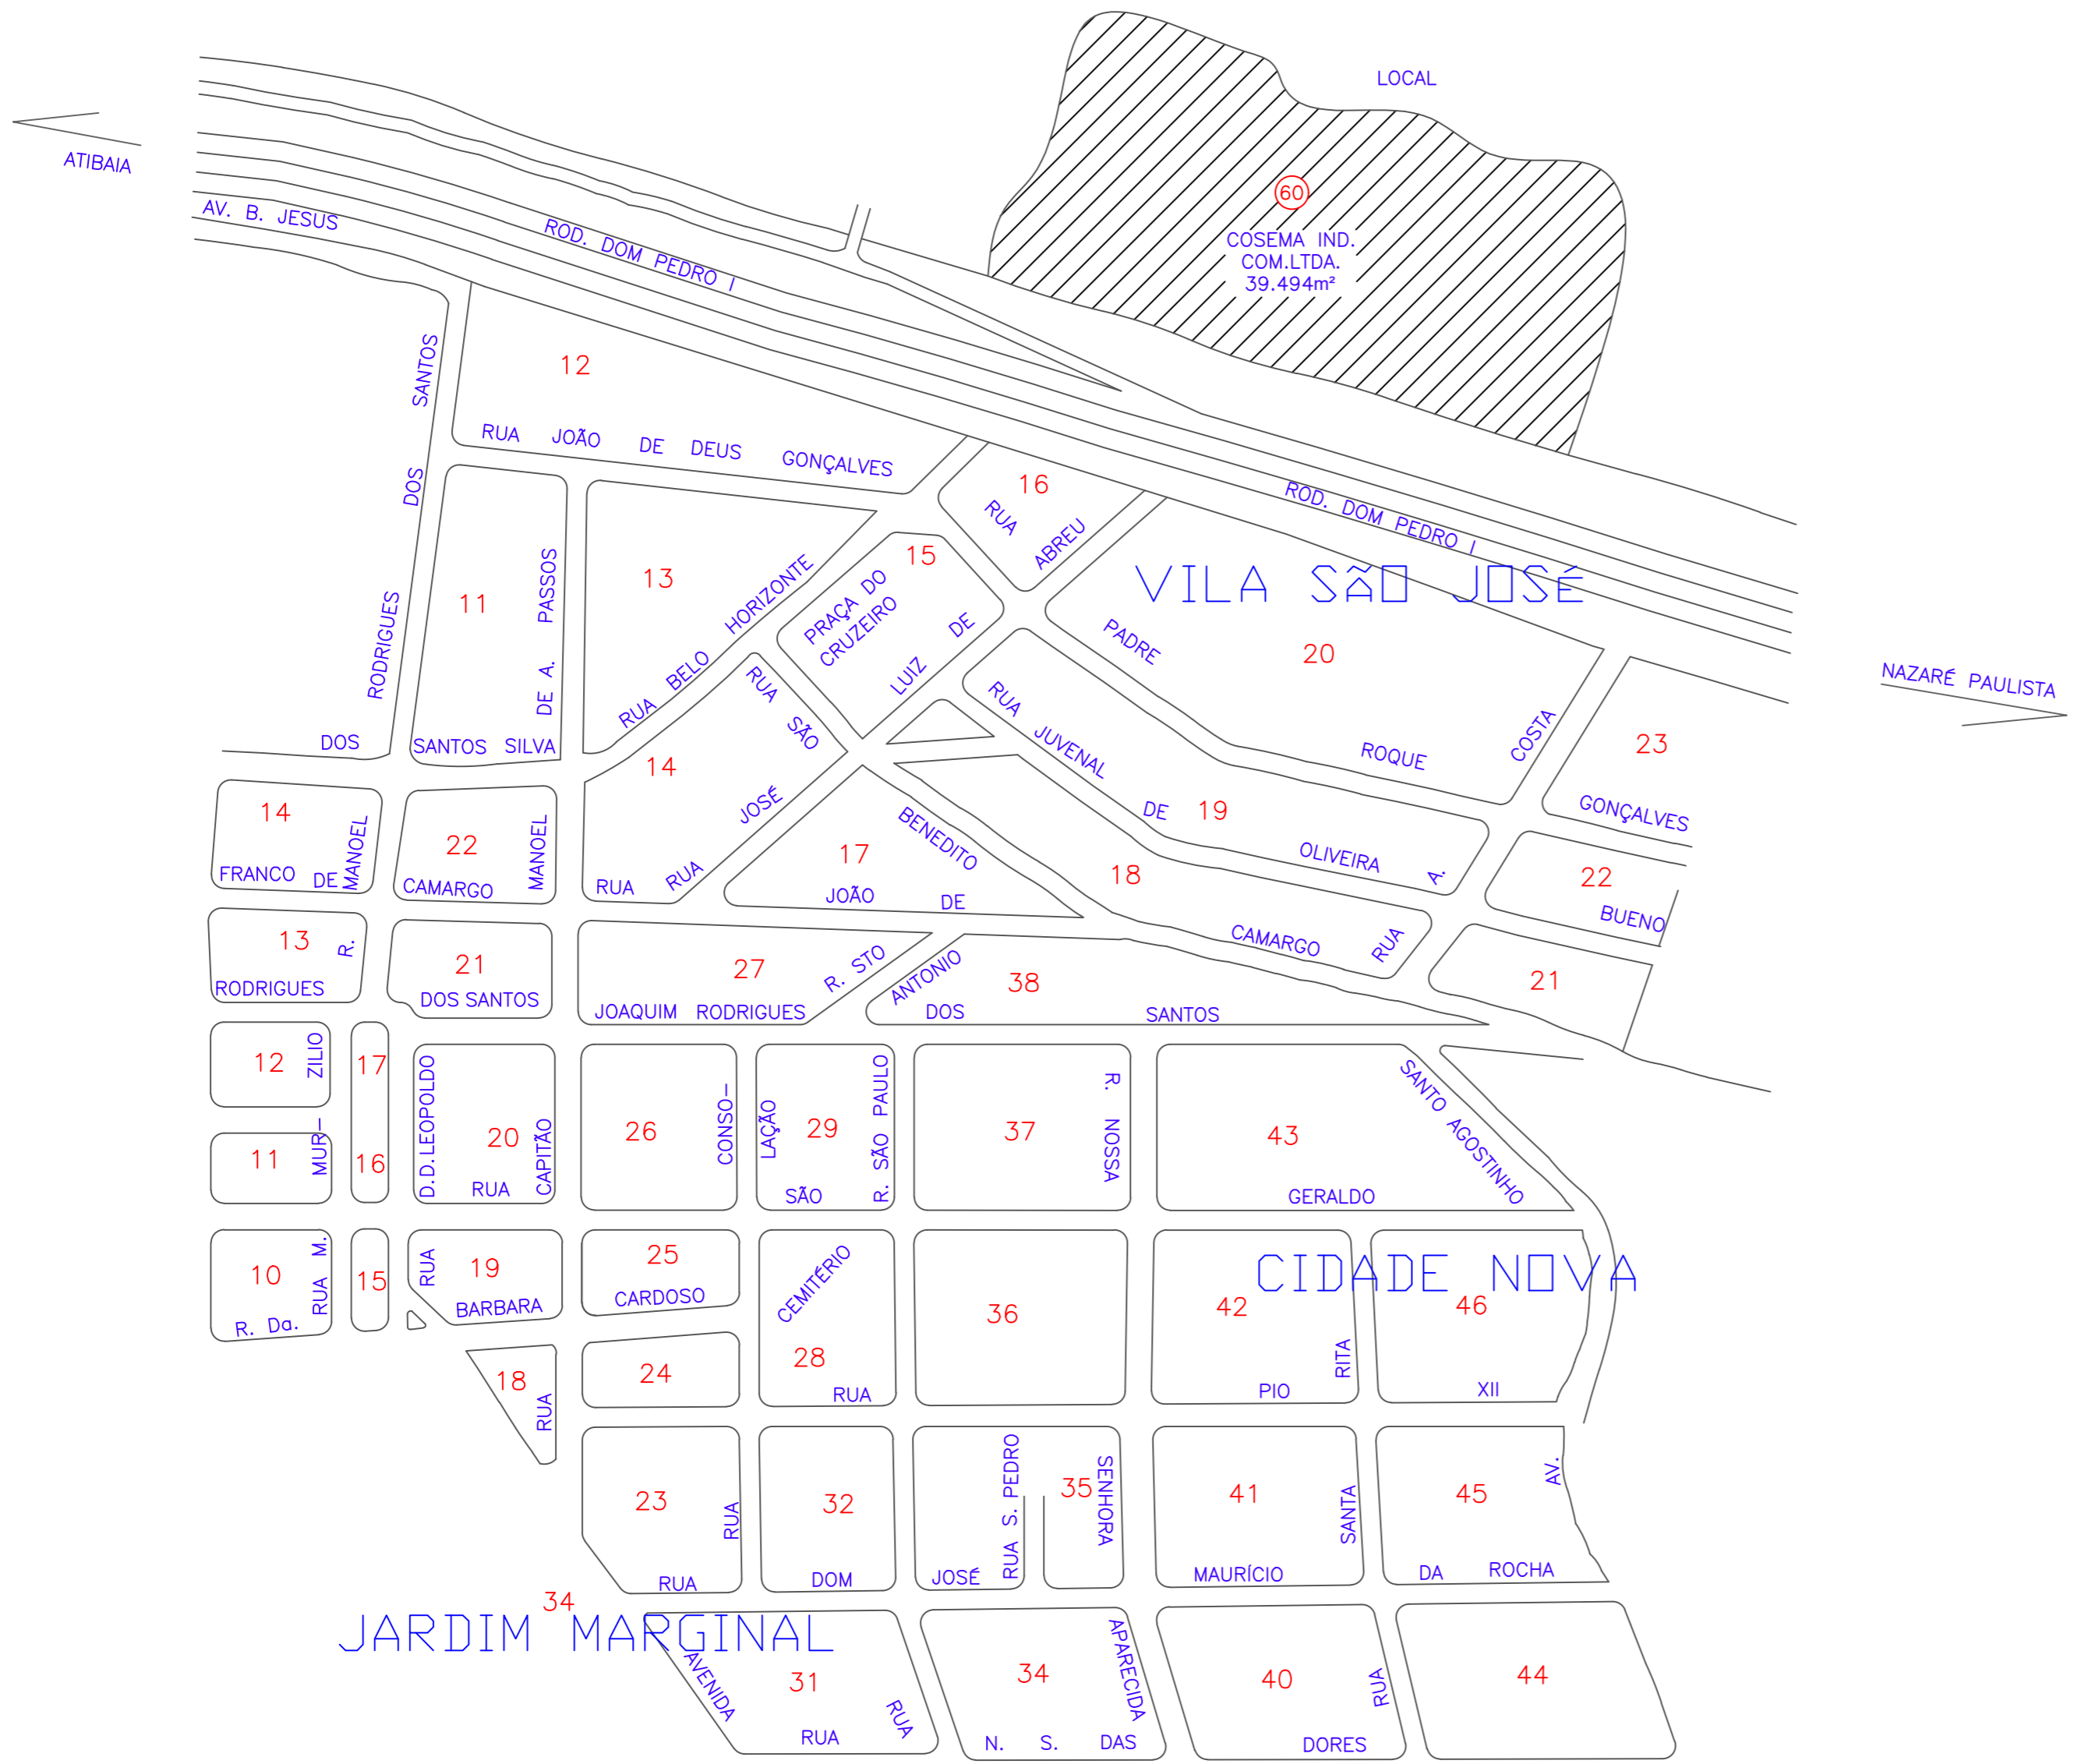 LOCAL
ATIBAIA
60
COSEMA IND.
COM.LTDA.
39.494m²
AV. B. JESUS
ROD. DOM PEDRO I
ROD. DOM PEDRO I
VILA SÃO JOSÉ
NAZARÉ PAULISTA
12
RUA JOÃO DE DEUS GONÇALVES
RODRIGUES DOS SANTOS
11
DE A. PASSOS
13
RUA BELO HORIZONTE
15
PRAÇA DO
CRUZEIRO
16
RUA
LUIZ DE ABREU
PADRE ROQUE
20
COSTA
23
GONÇALVES
DOS SANTOS SILVA
14
RUA SÃO
RUA JOSÉ
RUA JUVENAL DE OLIVEIRA
19
A.
22
BUENO
14
FRANCO DE
MANOEL
22
CAMARGO
MANOEL
RUA
17
JOÃO DE
BENEDITO
18
CAMARGO
RUA
21
13
R.
RODRIGUES
21
DOS SANTOS
27
JOAQUIM RODRIGUES
R. STO
ANTONIO
38
DOS SANTOS
12
ZILIO
17
11
MUR-
16
D.D.LEOPOLDO
20
RUA
CAPITÃO
26
CONSO-
LAÇÃO
29
SÃO
R. SÃO PAULO
37
R. NOSSA
43
GERALDO
SANTO AGOSTINHO
CIDADE NOVA
10
R. Da.
RUA M.
15
RUA
19
BARBARA
25
CARDOSO
CEMITÉRIO
28
RUA
36
42
PIO
RITA
46
XII
18
RUA
24
23
RUA
RUA
32
DOM
JOSÉ
RUA S. PEDRO
35
SENHORA
41
MAURÍCIO
SANTA
45
DA ROCHA
AV.
34
JARDIM MARGINAL
AVENIDA
31
RUA
RUA
34
N. S. DAS
APARECIDA
40
DORES
RUA
44